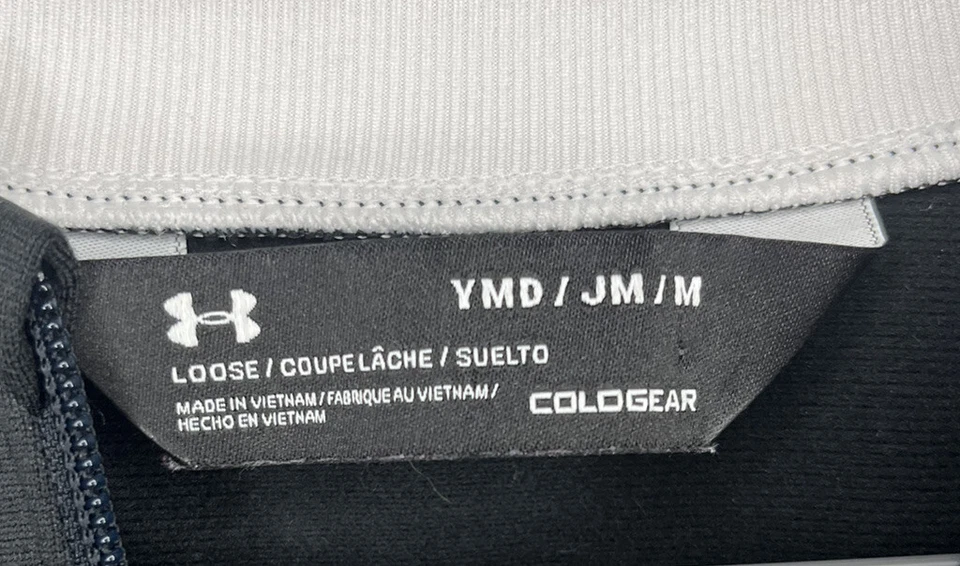 YMD / JM / M
LOOSE / COUPE LÂCHE / SUELTO
MADE IN VIETNAM / FABRIQUE AU VIETNAM /
HECHO EN VIETNAM
COLDGEAR